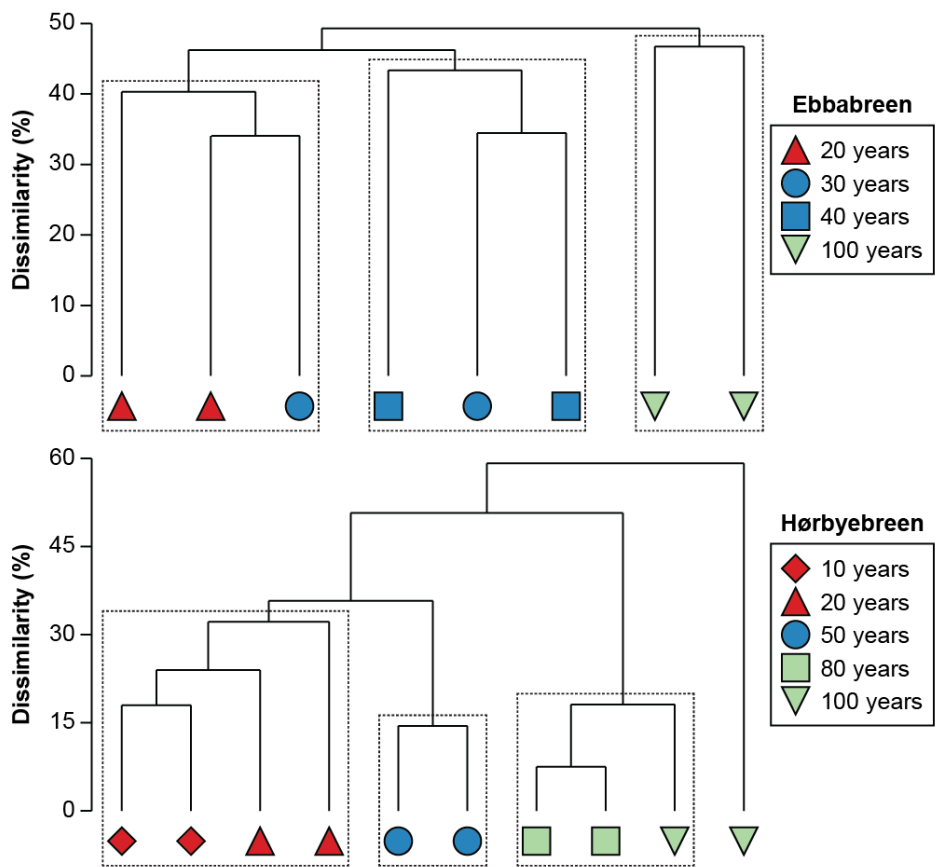 50
40
30
20
10
0
Dissimilarity (%)
Ebbabreen
20 years
30 years
40 years
100 years
60
45
30
15
0
Dissimilarity (%)
Hørbyebreen
10 years
20 years
50 years
80 years
100 years